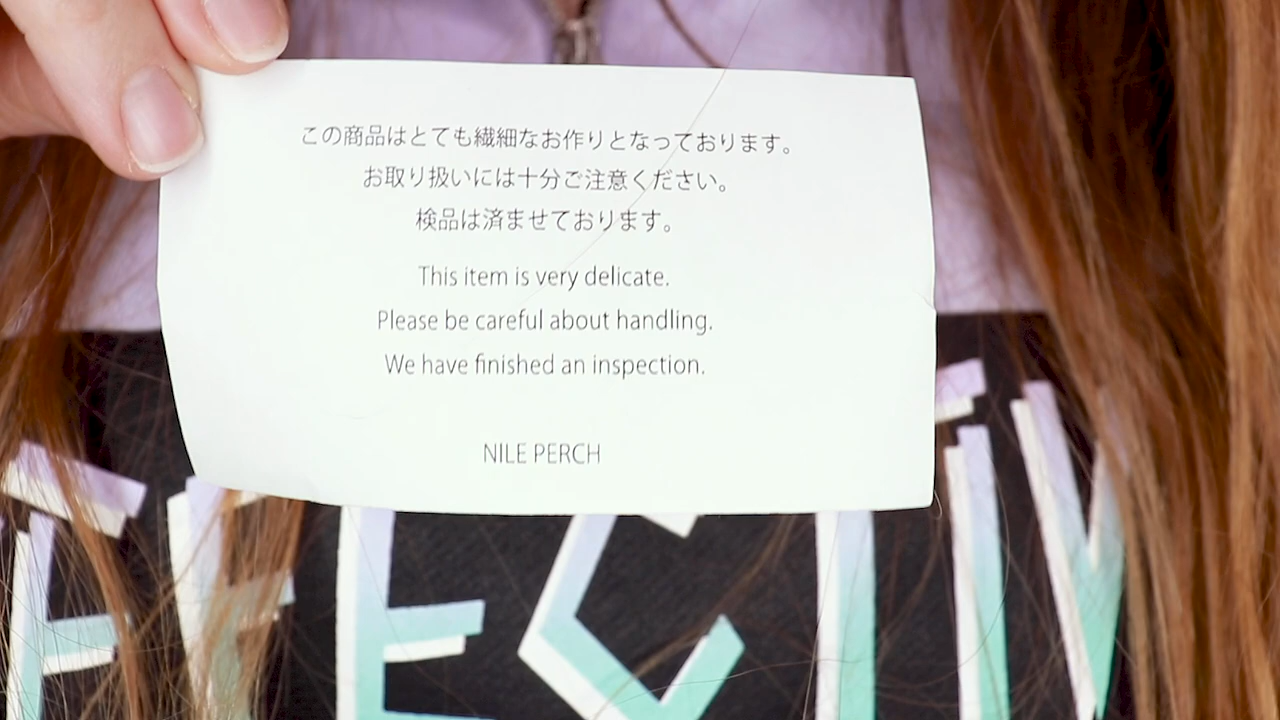 この商品はとても繊細なお作りとなっております。
お取り扱いには十分ご注意ください。
検品は済ませております。
This item is very delicate.
Please be careful about handling.
We have finished an inspection.
NILE PERCH